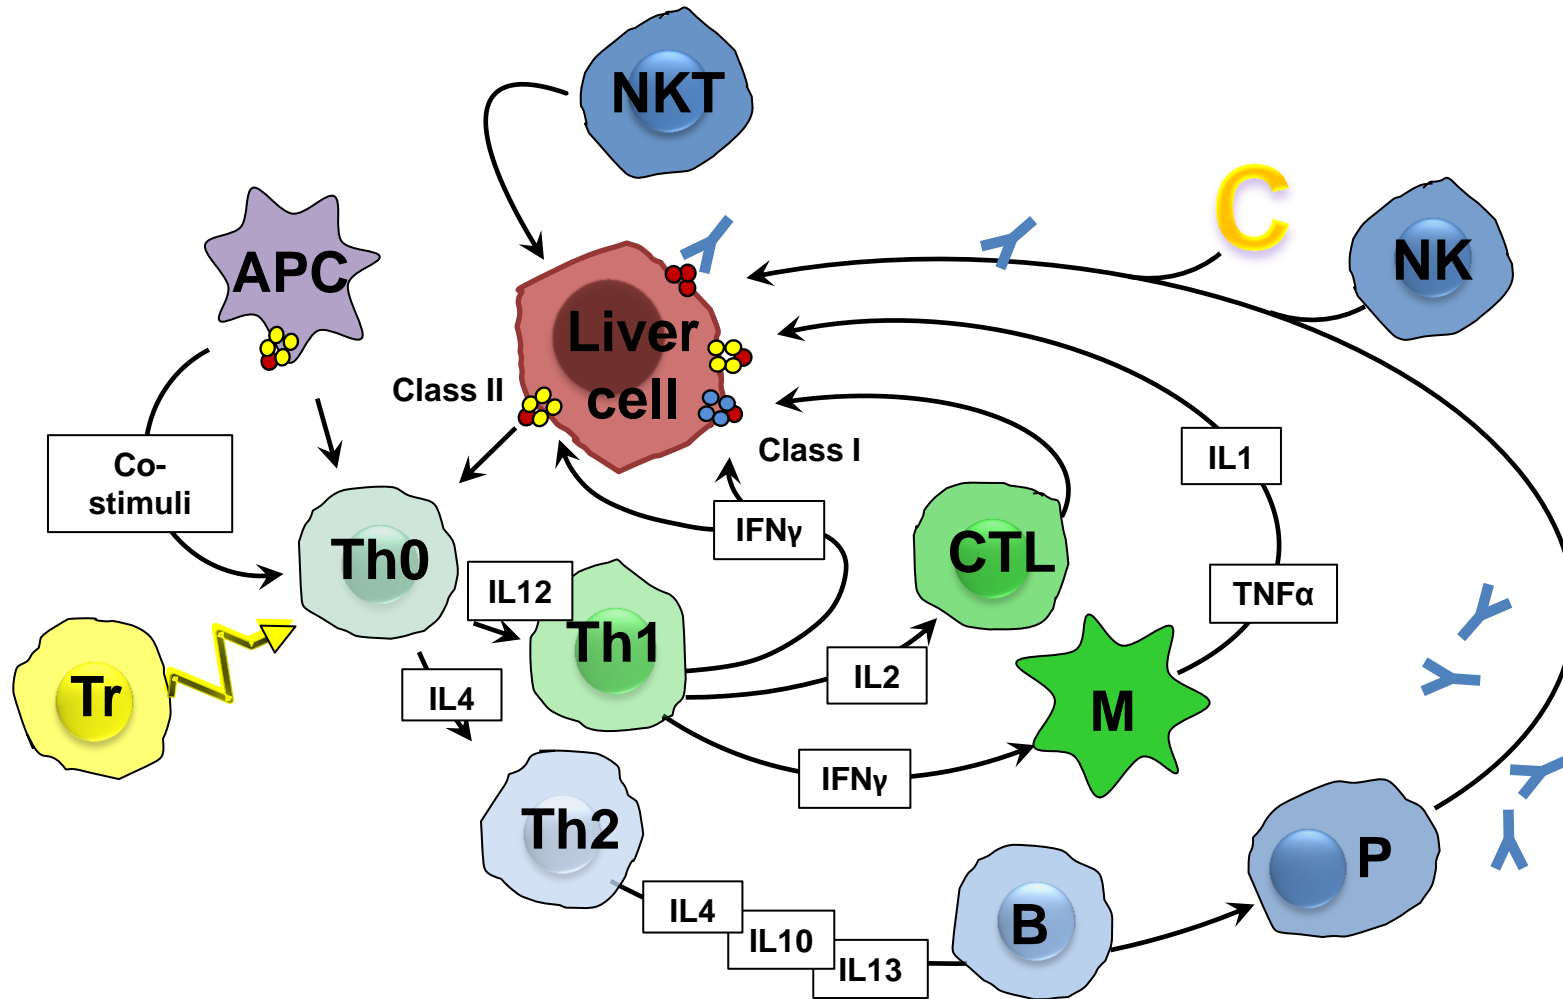 NKT
C
NK
APC
Liver
cell
Class II
Class I
Co-
stimuli
IL1
IFNγ
CTL
Th0
IL12
TNFα
Th1
IL2
Tr
IL4
M
IFNγ
Th2
P
IL4
B
IL10
IL13